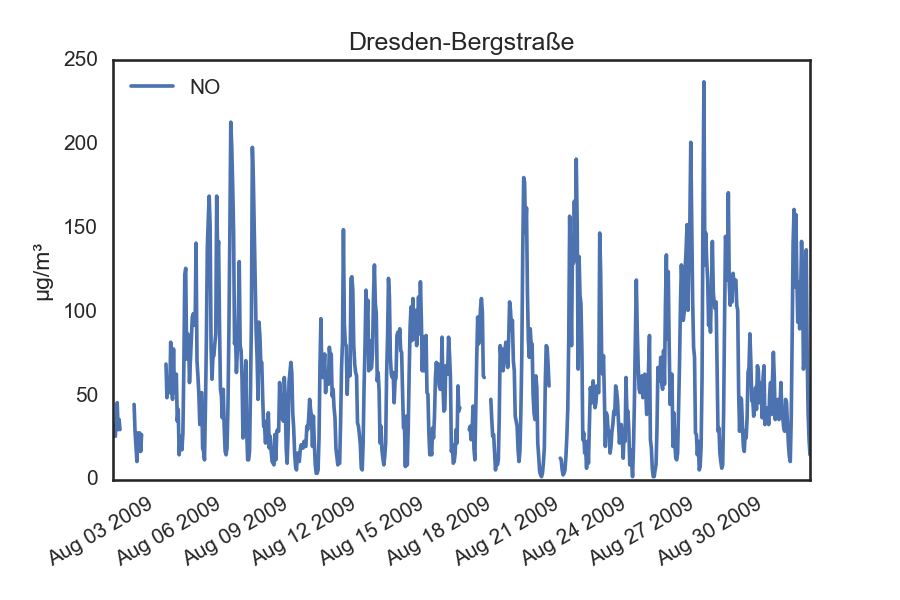 Dresden-Bergstraße
250
200
150
100
50
0
µg/m³
NO
Aug 03 2009
Aug 06 2009
Aug 09 2009
Aug 12 2009
Aug 15 2009
Aug 18 2009
Aug 21 2009
Aug 24 2009
Aug 27 2009
Aug 30 2009